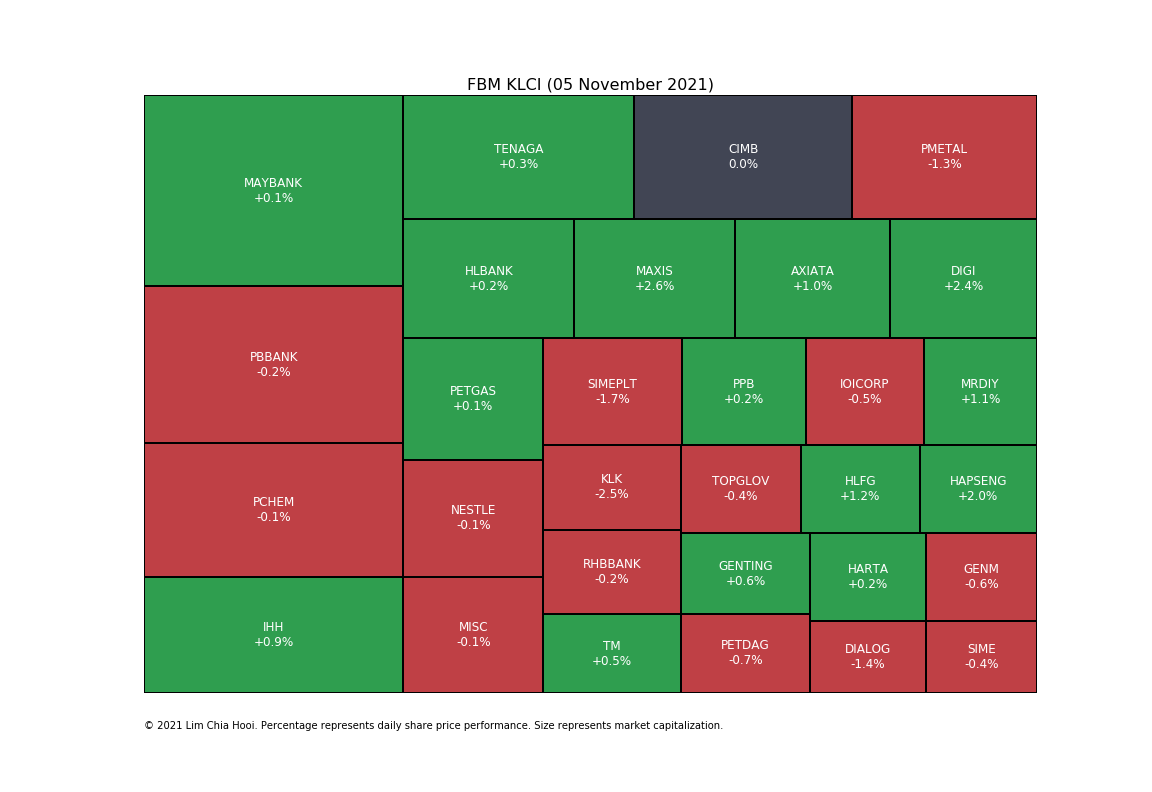 FBM KLCI (05 November 2021)
MAYBANK
+0.1%
PBBANK
-0.2%
PCHEM
-0.1%
IHH
+0.9%
TENAGA
+0.3%
CIMB
0.0%
PMETAL
-1.3%
HLBANK
+0.2%
MAXIS
+2.6%
AXIATA
+1.0%
DIGI
+2.4%
PETGAS
+0.1%
NESTLE
-0.1%
MISC
-0.1%
SIMEPLT
-1.7%
PPB
+0.2%
IOICORP
-0.5%
MRDIY
+1.1%
KLK
-2.5%
RHBBANK
-0.2%
TM
+0.5%
TOPGLOV
-0.4%
HLFG
+1.2%
HAPSENG
+2.0%
GENTING
+0.6%
PETDAG
-0.7%
HARTA
+0.2%
GENM
-0.6%
DIALOG
-1.4%
SIME
-0.4%
© 2021 Lim Chia Hooi. Percentage represents daily share price performance. Size represents market capitalization.